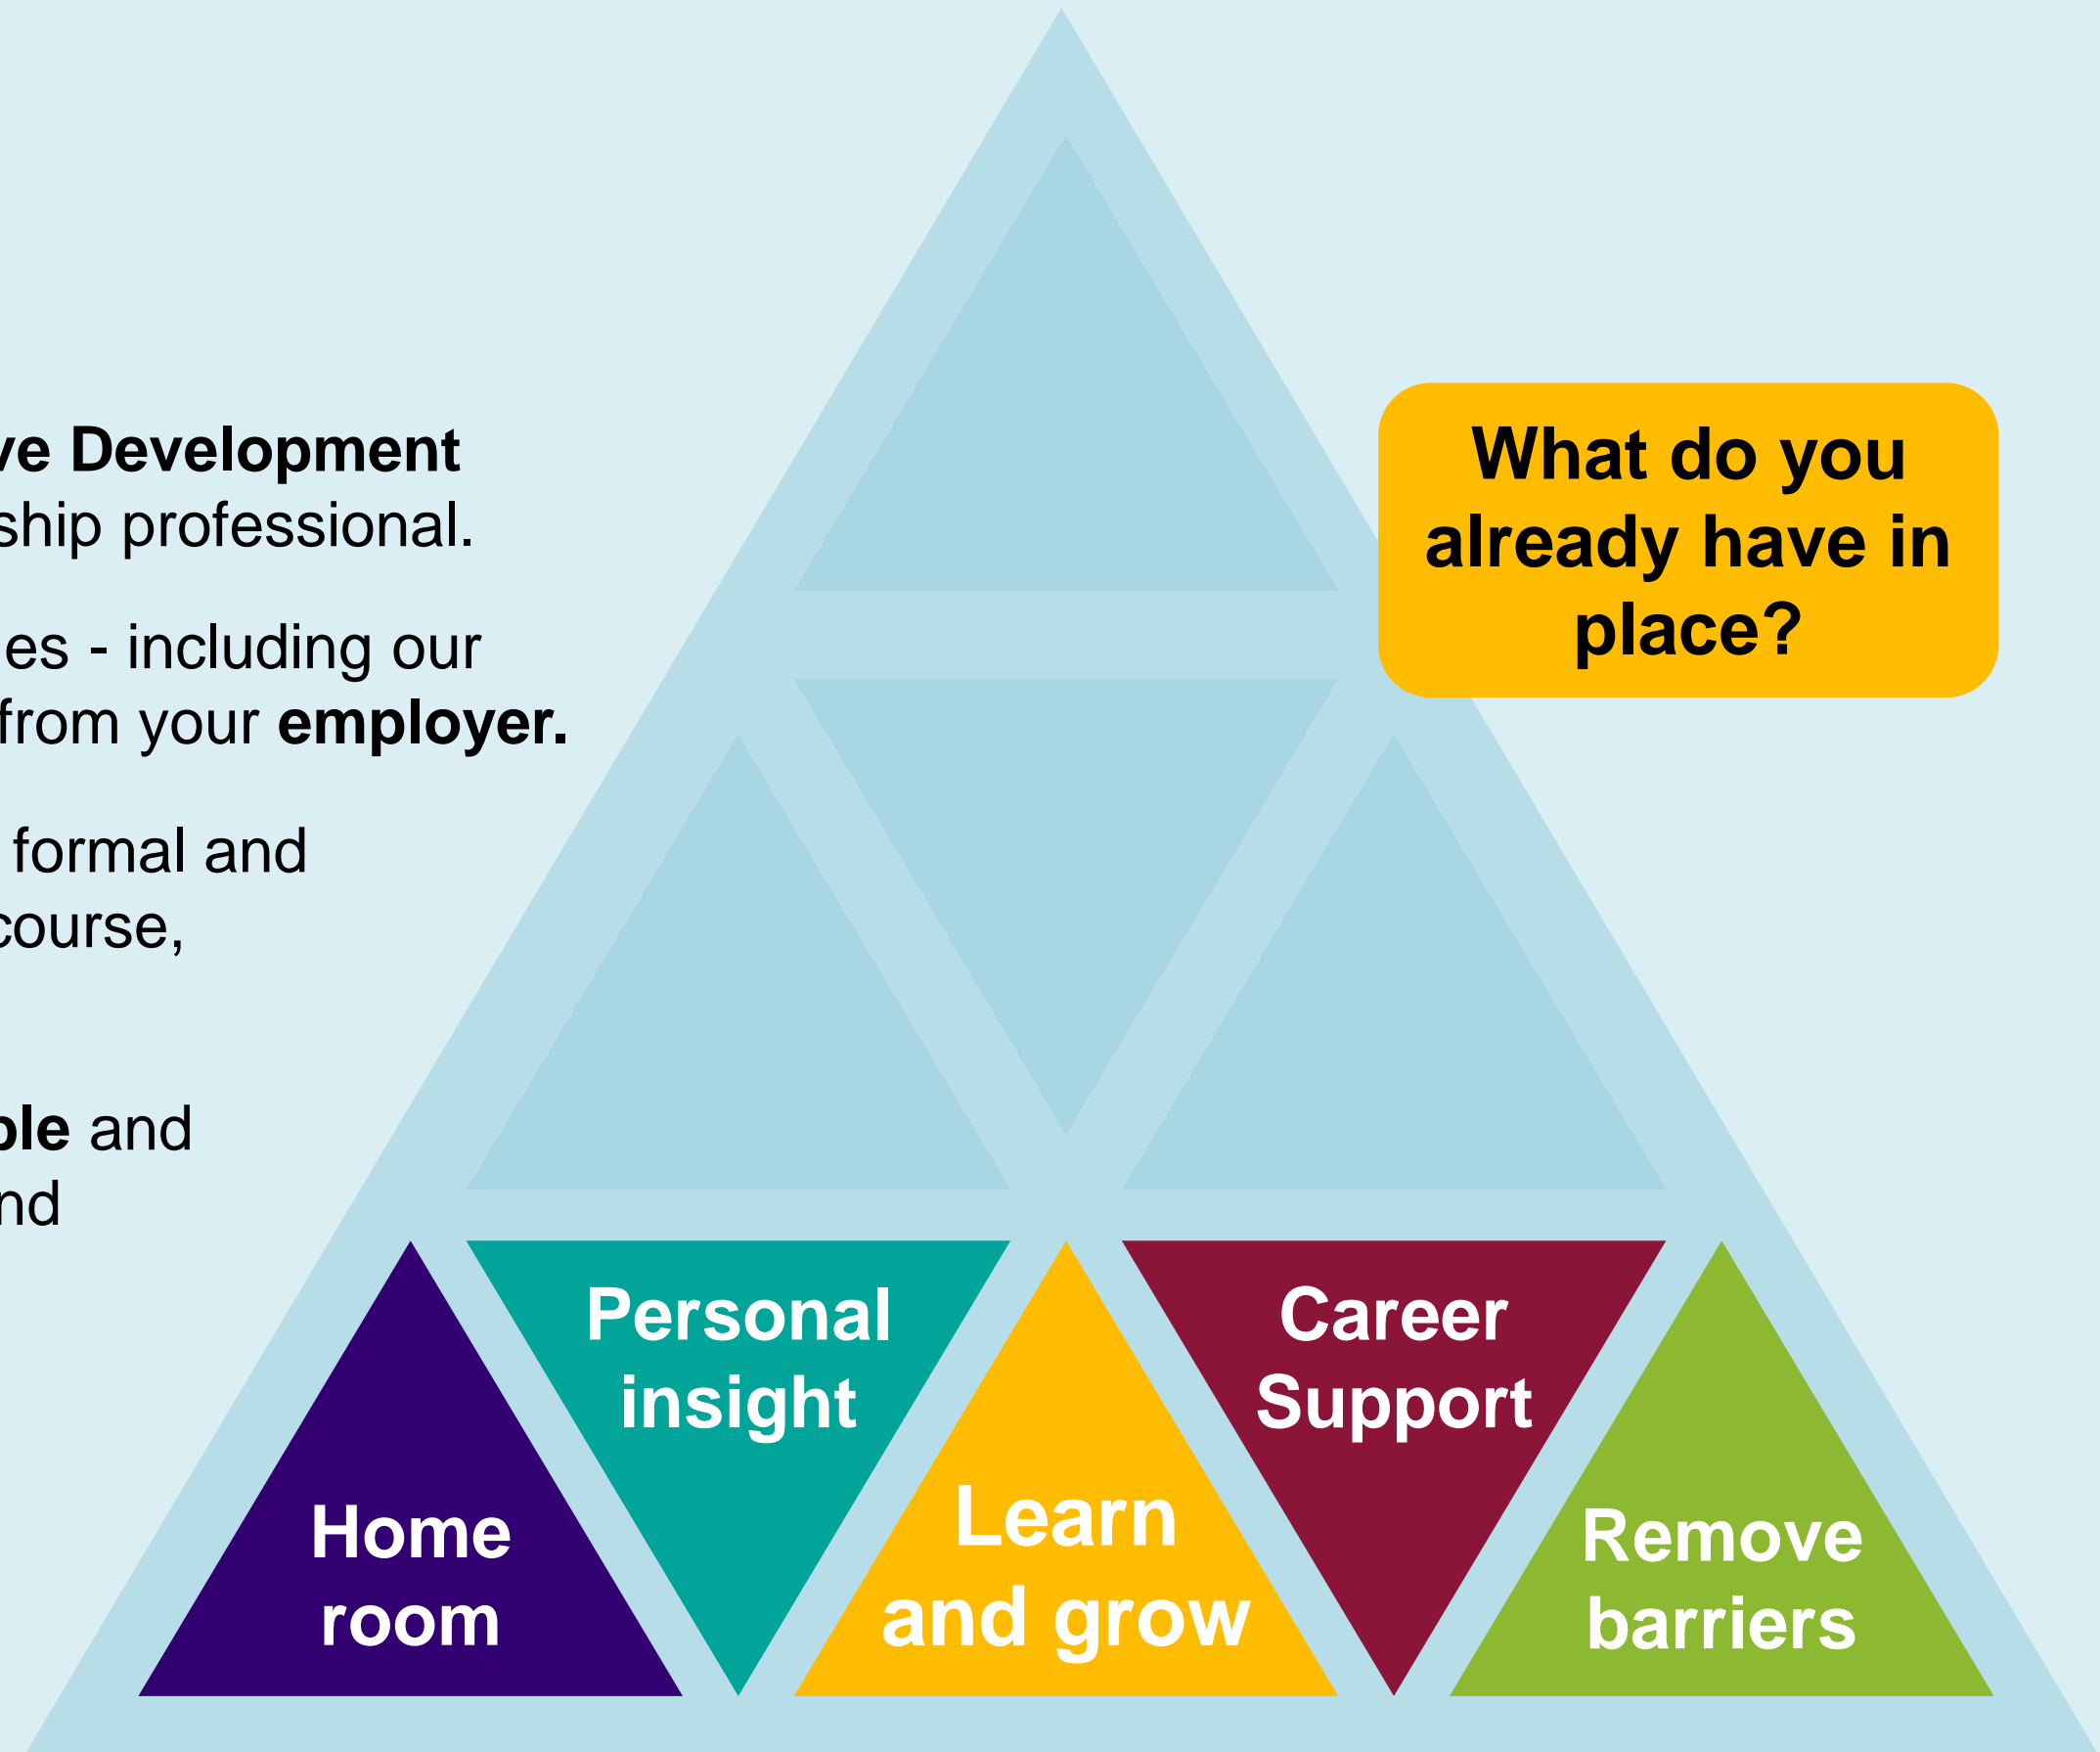 ve Development
ship professional.
es - including our
from your employer.
formal and
course,
ple and
nd
What do you
already have in
place?
Personal
insight
Career
Support
Home
room
Learn
and grow
Remove
barriers